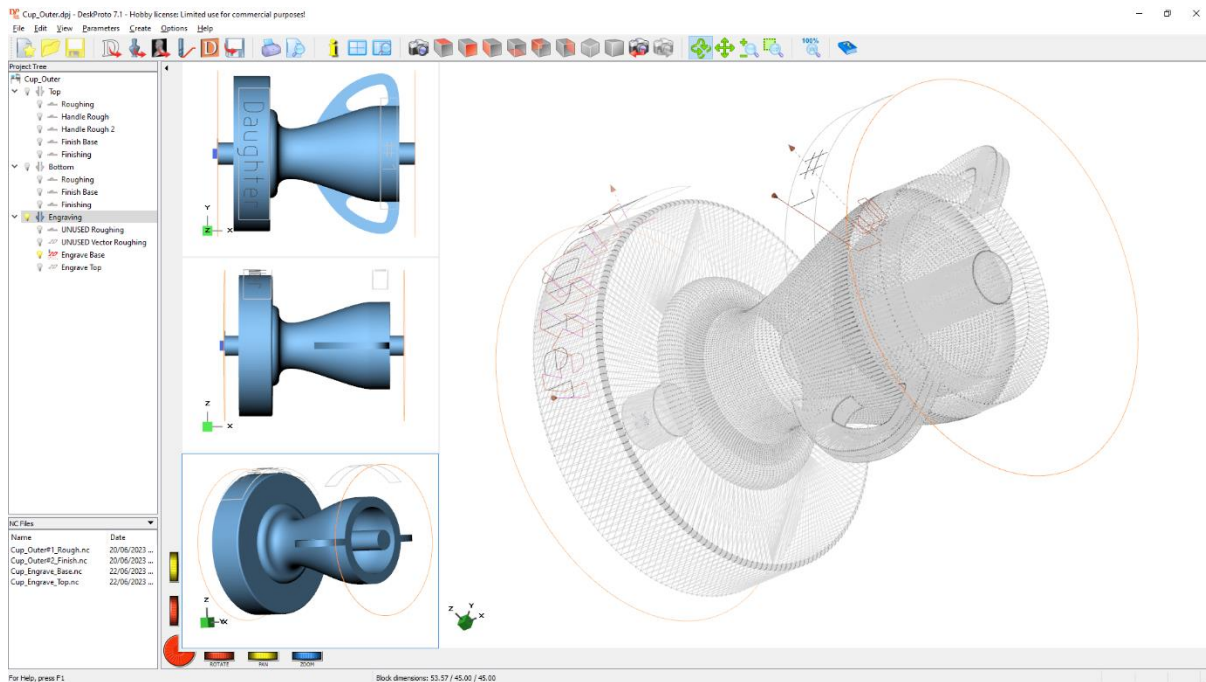 Cup_Outer.dpj - DeskProto 7.1 - Hobby license: Limited use for commercial purposes!
File Edit View Parameters Create Options Help
100%
Project Tree
Cup_Outer
Top
Roughing
Handle Rough
Handle Rough 2
Finish Base
Finishing
Bottom
Roughing
Finish Base
Finishing
Engraving
UNUSED Roughing
UNUSED Vector Roughing
Engrave Base
Engrave Top
Daughter
#1
Y
Z X
Z
X
Z
YX
Z Y X
NC Files
Name Date
Cup_Outer#1_Rough.nc 20/06/2023 ...
Cup_Outer#2_Finish.nc 20/06/2023 ...
Cup_Engrave_Base.nc 22/06/2023 ...
Cup_Engrave_Top.nc 22/06/2023 ...
ROTATE PAN ZOOM
For Help, press F1 Block dimensions: 53.57 / 45.00 / 45.00